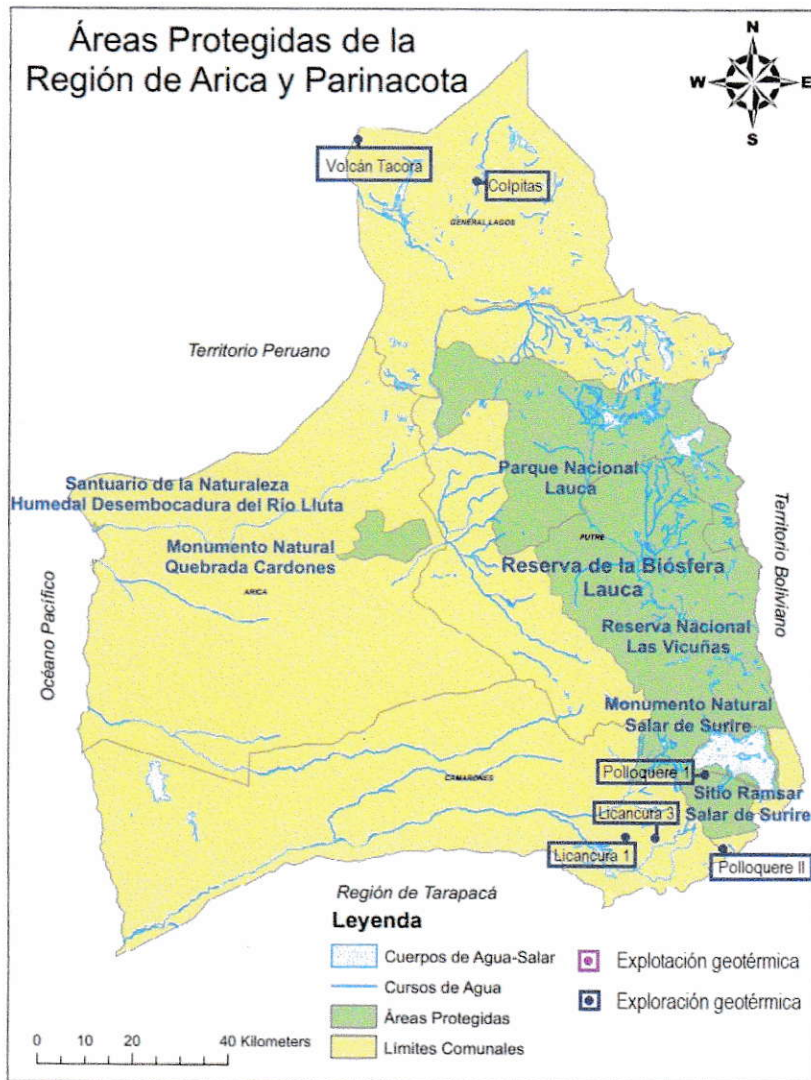 Áreas Protegidas de la
Región de Arica y Parinacota
N
W
E
S
Volcán Tacora
Colpitas
GENERAL LAGOS
Territorio Peruano
Santuario de la Naturaleza
Humedal Desembocadura del Río Lluta
Parque Nacional
Lauca
Monumento Natural
Quebrada Cardones
PUTRE
Reserva de la Biósfera
Lauca
ARICA
Territorio Boliviano
Océano Pacífico
Reserva Nacional
Las Vicuñas
Monumento Natural
Salar de Surire
Polloquere 1
CAMARONES
Sitio Ramsar
Salar de Surire
Licancura 3
Licancura 1
Polloquere II
Región de Tarapacá
Leyenda
Cuerpos de Agua-Salar
Cursos de Agua
Áreas Protegidas
Límites Comunales
Explotación geotérmica
Exploración geotérmica
0 10 20 40 Kilometers